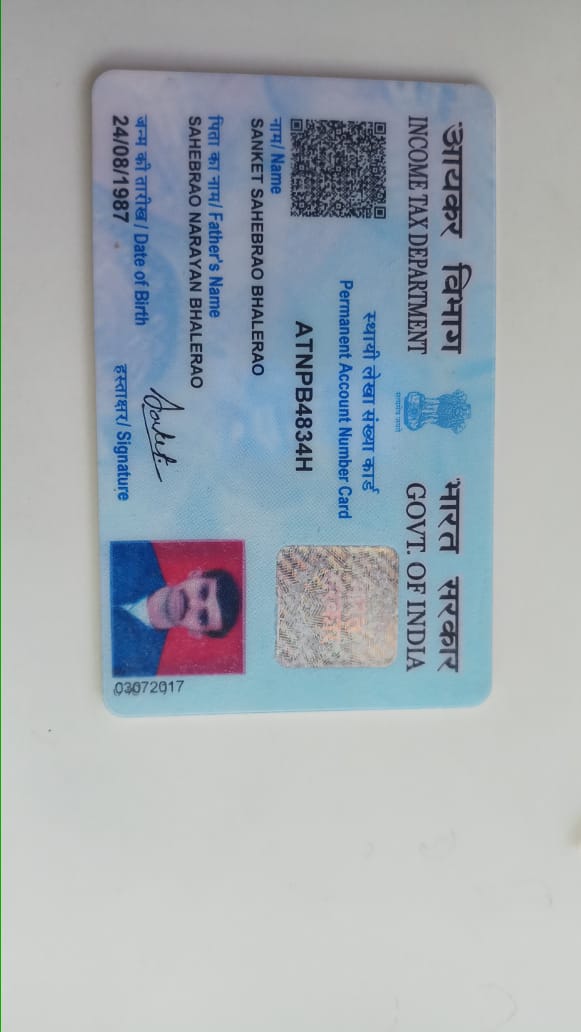 आयकर विभाग
INCOME TAX DEPARTMENT
भारत सरकार
GOVT. OF INDIA
सत्यमेव जयते
स्थायी लेखा संख्या कार्ड
Permanent Account Number Card
ATNPB4834H
नाम / Name
SANKET SAHEBRAO BHALERAO
पिता का नाम / Father's Name
SAHEBRAO NARAYAN BHALERAO
जन्म की तारीख / Date of Birth
24/08/1987
Sanket
हस्ताक्षर / Signature
03072017